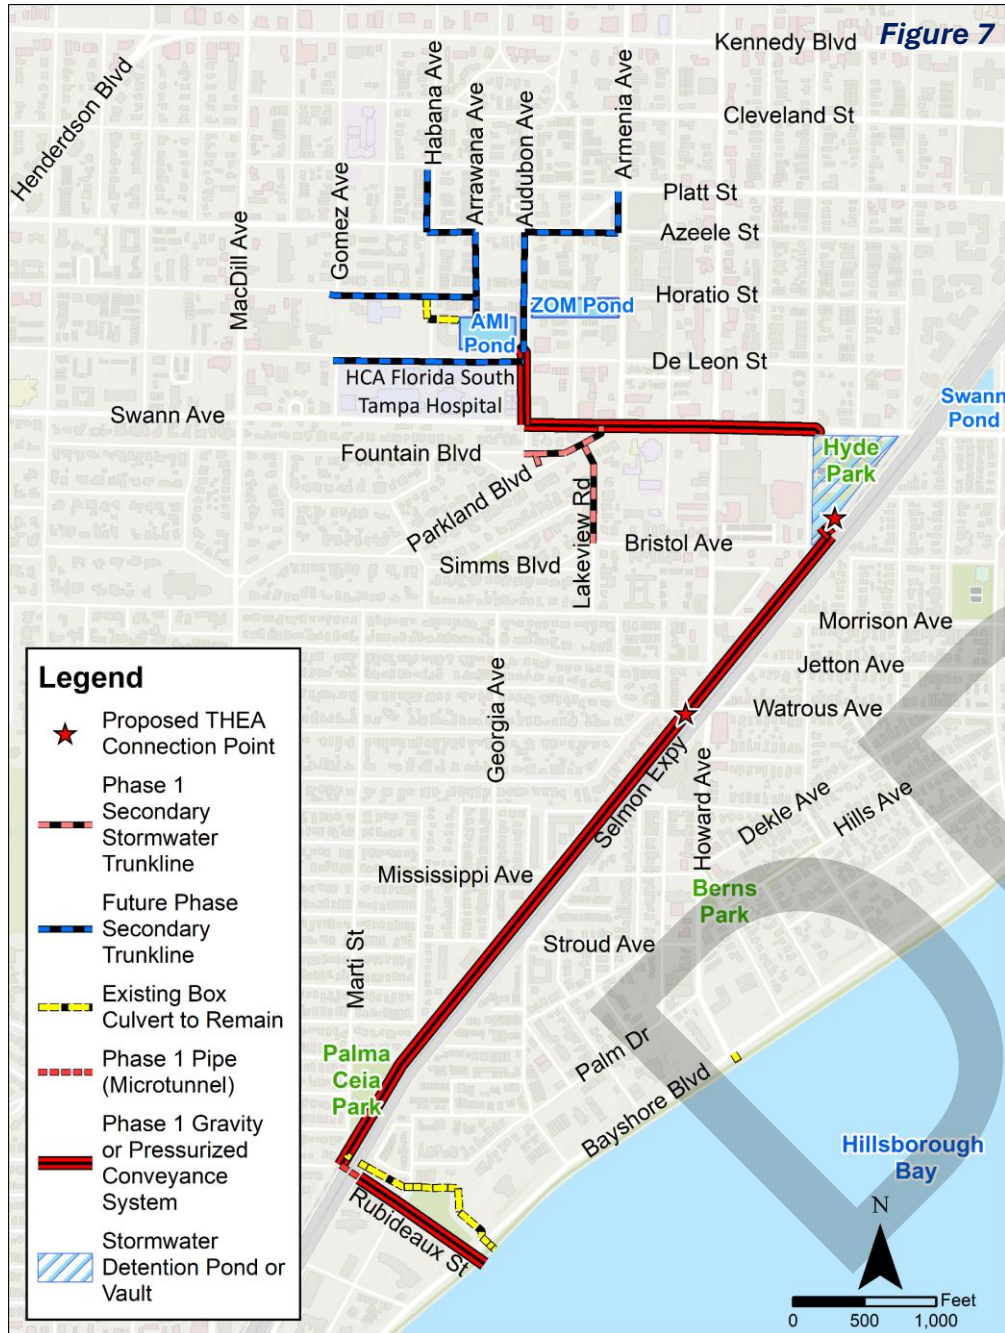 Figure 7
Kennedy Blvd
Henderdson Blvd
Cleveland St
Habana Ave
Arrawana Ave
Audubon Ave
Armenia Ave
Platt St
Gomez Ave
Azeele St
MacDill Ave
Horatio St
ZOM Pond
AMI
Pond
De Leon St
HCA Florida South
Tampa Hospital
Swann
Pond
Swann Ave
Fountain Blvd
Hyde
Park
Parkland Blvd
Lakeview Rd
Bristol Ave
Simms Blvd
Morrison Ave
Jetton Ave
Georgia Ave
Watrous Ave
Selmon Expy
Howard Ave
Dekle Ave
Hills Ave
Mississippi Ave
Berns
Park
Marti St
Stroud Ave
Palma
Ceia
Park
Palm Dr
Bayshore Blvd
Hillsborough
Bay
Rubideaux St
Legend
Proposed THEA
Connection Point
Phase 1
Secondary
Stormwater
Trunkline
Future Phase
Secondary
Trunkline
Existing Box
Culvert to Remain
Phase 1 Pipe
(Microtunnel)
Phase 1 Gravity
or Pressurized
Conveyance
System
Stormwater
Detention Pond or
Vault
N
Feet
0 500 1,000